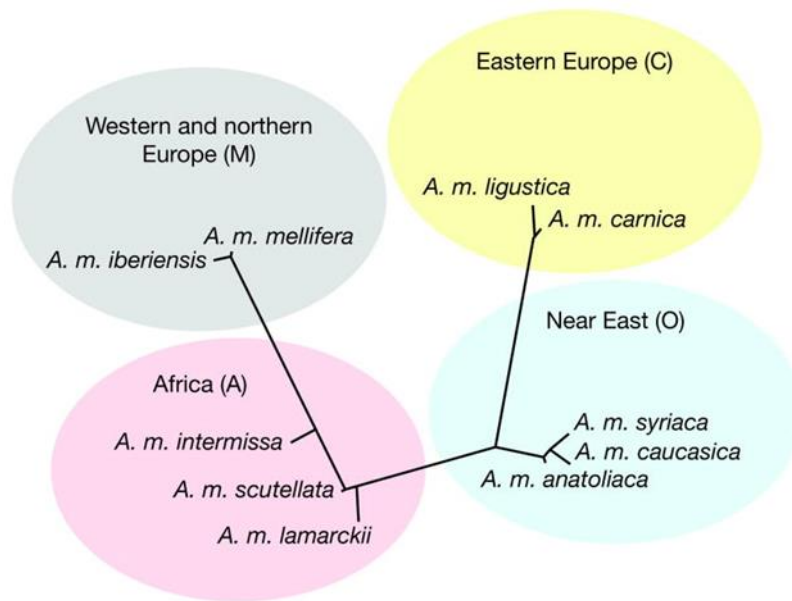 Eastern Europe (C)
Western and northern
Europe (M)
A. m. ligustica
A. m. carnica
A. m. mellifera
A. m. iberiensis
Near East (O)
Africa (A)
A. m. syriaca
A. m. intermissa
A. m. caucasica
A. m. scutellata
A. m. anatoliaca
A. m. lamarckii